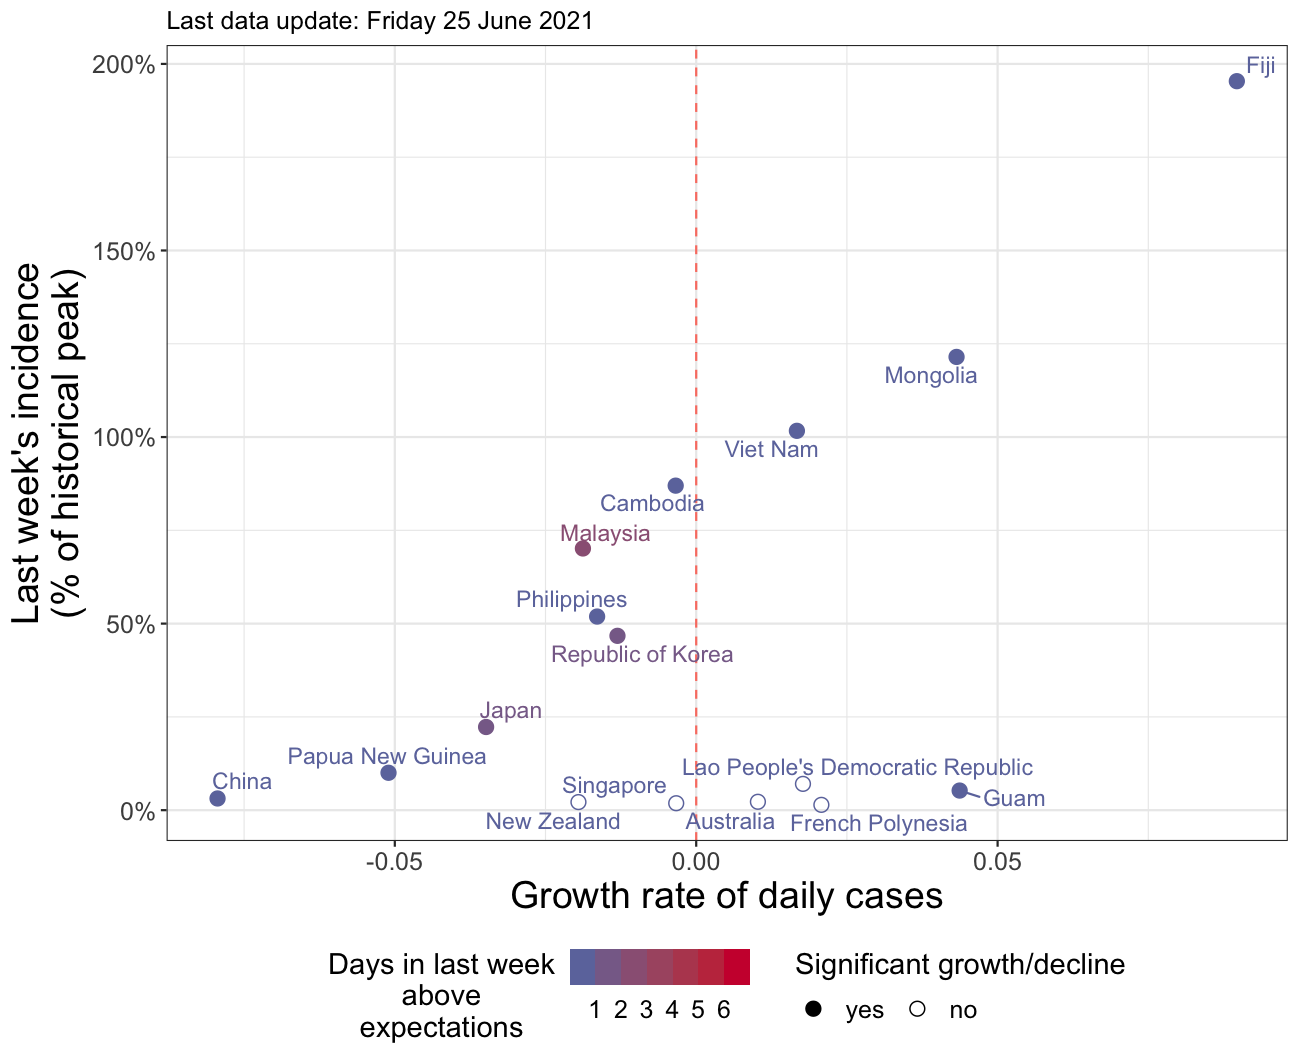 Last data update: Friday 25 June 2021
200%
150%
100%
50%
0%
Last week's incidence
(% of historical peak)
Fiji
Mongolia
Viet Nam
Cambodia
Malaysia
Philippines
Republic of Korea
Japan
Papua New Guinea
China
Lao People's Democratic Republic
Singapore
Guam
New Zealand
Australia
French Polynesia
-0.05
0.00
0.05
Growth rate of daily cases
Days in last week
above
expectations
1 2 3 4 5 6
Significant growth/decline
yes
no